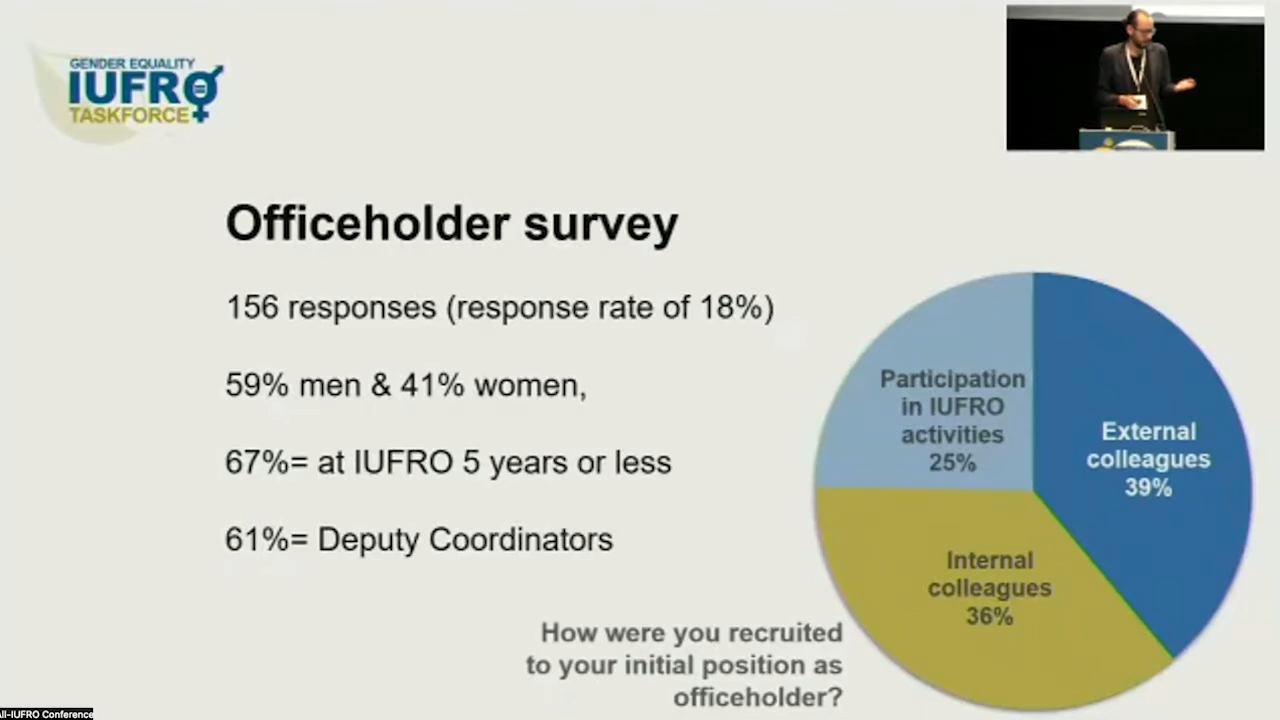 GENDER EQUALITY
IUFRO
TASKFORCE
Officeholder survey
156 responses (response rate of 18%)
59% men & 41% women,
67%= at IUFRO 5 years or less
61%= Deputy Coordinators
Participation
in IUFRO
activities
25%
External
colleagues
39%
Internal
colleagues
36%
How were you recruited
to your initial position as
officeholder?
All-IUFRO Conference